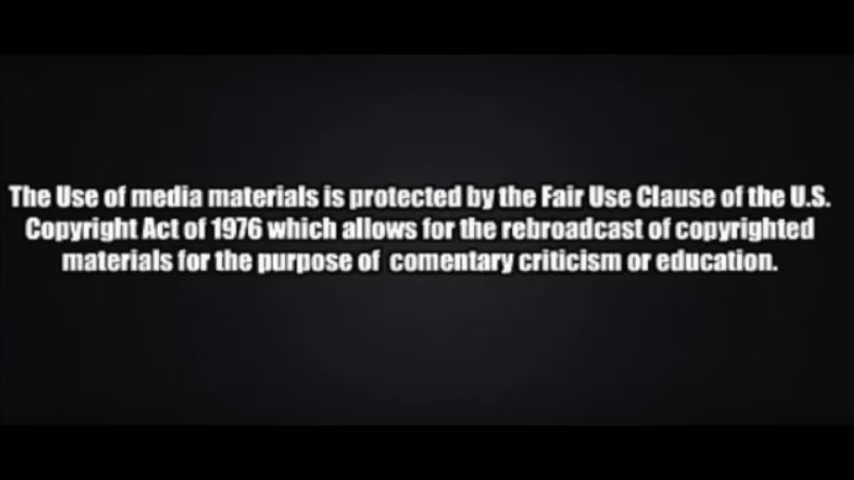 The Use of media materials is protected by the Fair Use Clause of the U.S.
Copyright Act of 1976 which allows for the rebroadcast of copyrighted
materials for the purpose of comentary criticism or education.